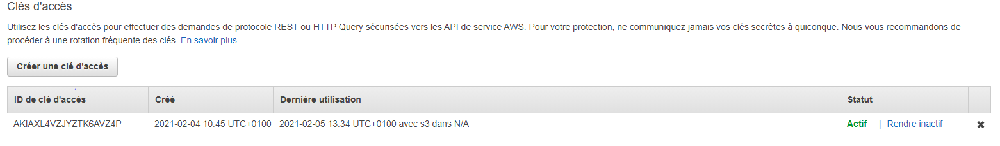 Clés d'accès
Utilisez les clés d'accès pour effectuer des demandes de protocole REST ou HTTP Query sécurisées vers les API de service AWS. Pour votre protection, ne communiquez jamais vos clés secrètes à quiconque. Nous vous recommandons de
procéder à une rotation fréquente des clés. En savoir plus
Créer une clé d'accès
ID de clé d'accès Créé Dernière utilisation Statut
AKIAXL4VZJYZTK6AVZ4P 2021-02-04 10:45 UTC+0100 2021-02-05 13:34 UTC+0100 avec s3 dans N/A Actif | Rendre inactif ✖